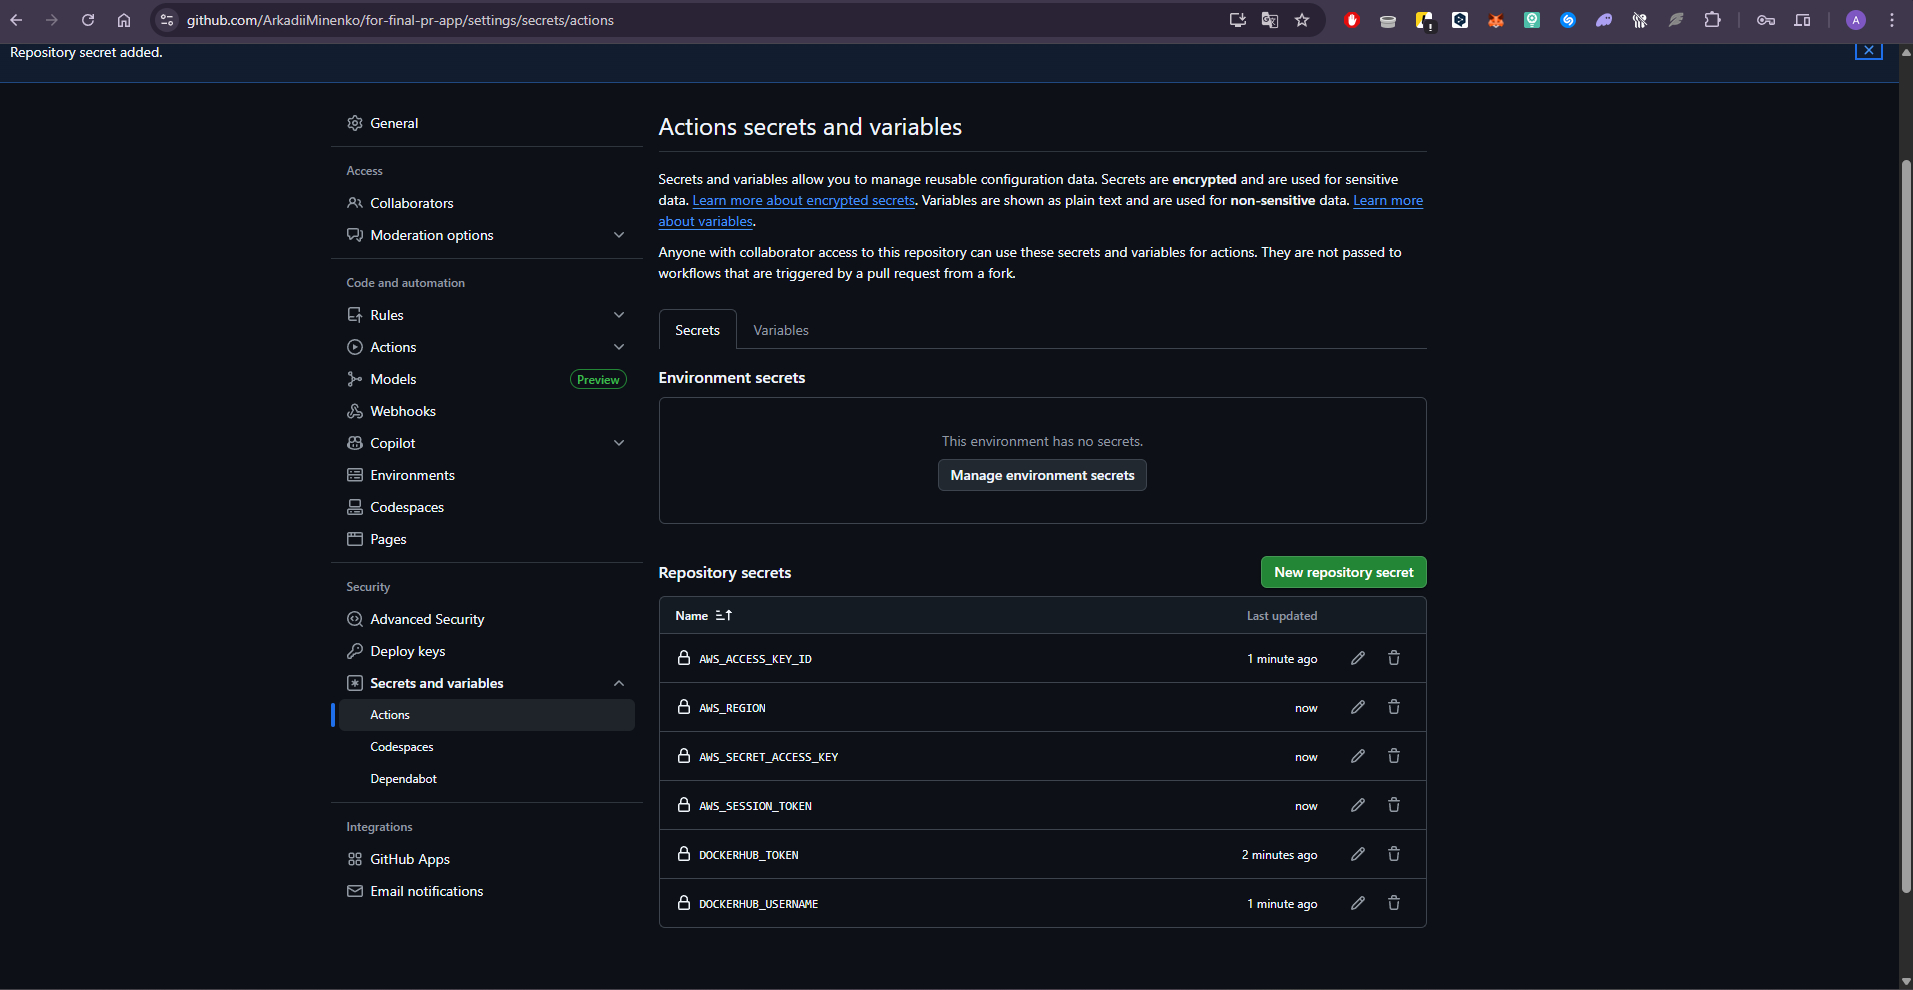 github.com/ArkadiiMinenko/for-final-pr-app/settings/secrets/actions
A
Repository secret added.
General
Access
Collaborators
Moderation options
Code and automation
Rules
Actions
Models
Preview
Webhooks
Copilot
Environments
Codespaces
Pages
Security
Advanced Security
Deploy keys
Secrets and variables
Actions
Codespaces
Dependabot
Integrations
GitHub Apps
Email notifications
Actions secrets and variables
Secrets and variables allow you to manage reusable configuration data. Secrets are encrypted and are used for sensitive
data. Learn more about encrypted secrets. Variables are shown as plain text and are used for non-sensitive data. Learn more
about variables.
Anyone with collaborator access to this repository can use these secrets and variables for actions. They are not passed to
workflows that are triggered by a pull request from a fork.
Secrets
Variables
Environment secrets
This environment has no secrets.
Manage environment secrets
Repository secrets
New repository secret
Name
Last updated
AWS_ACCESS_KEY_ID
1 minute ago
AWS_REGION
now
AWS_SECRET_ACCESS_KEY
now
AWS_SESSION_TOKEN
now
DOCKERHUB_TOKEN
2 minutes ago
DOCKERHUB_USERNAME
1 minute ago